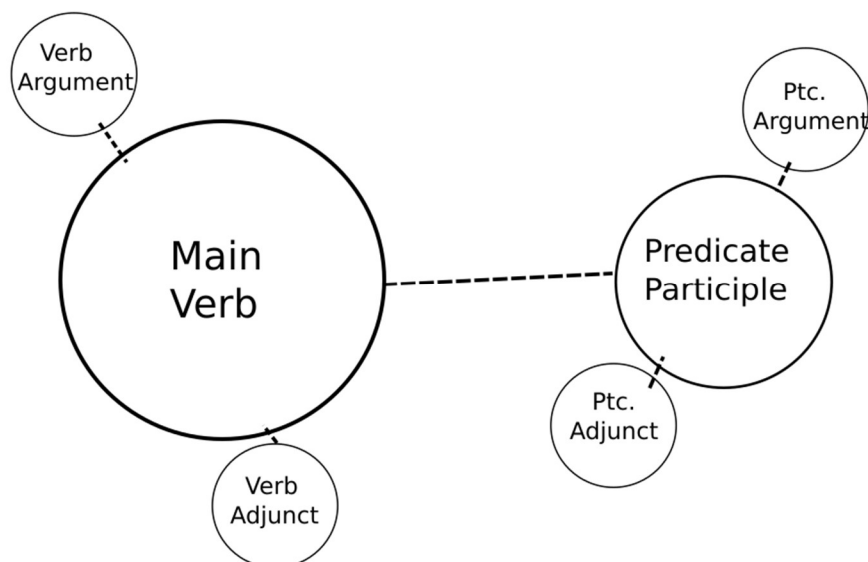 Verb
Argument
Ptc.
Argument
Main
Verb
Predicate
Participle
Ptc.
Adjunct
Verb
Adjunct